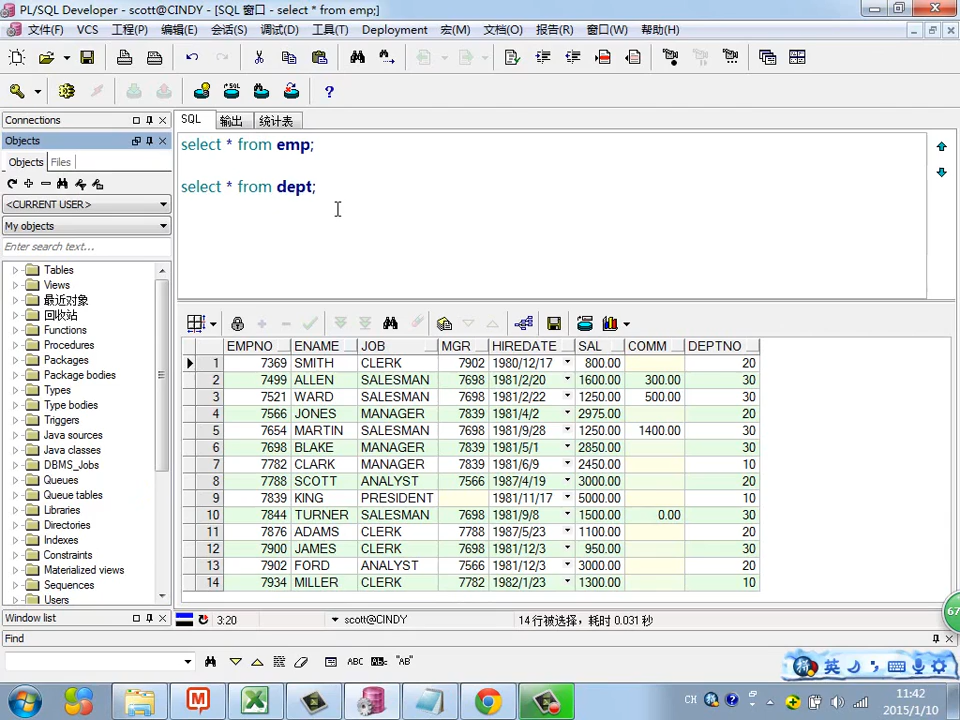 PL/SQL Developer - scott@CINDY - [SQL 窗口 - select * from emp;]
文件(F) VCS 工程(P) 编辑(E) 会话(S) 调试(D) 工具(T) Deployment 宏(M) 文档(O) 报告(R) 窗口(W) 帮助(H)
Connections
Objects
Objects Files
<CURRENT USER>
My objects
Enter search text...
Tables
Views
最近对象
回收站
Functions
Procedures
Packages
Package bodies
Types
Type bodies
Triggers
Java sources
Java classes
DBMS_Jobs
Queues
Queue tables
Libraries
Directories
Indexes
Constraints
Materialized views
Sequences
Users
SQL 输出 统计表
select * from emp;
select * from dept;
EMPNO ENAME JOB MGR HIREDATE SAL COMM DEPTNO
1 7369 SMITH CLERK 7902 1980/12/17 800.00 20
2 7499 ALLEN SALESMAN 7698 1981/2/20 1600.00 300.00 30
3 7521 WARD SALESMAN 7698 1981/2/22 1250.00 500.00 30
4 7566 JONES MANAGER 7839 1981/4/2 2975.00 20
5 7654 MARTIN SALESMAN 7698 1981/9/28 1250.00 1400.00 30
6 7698 BLAKE MANAGER 7839 1981/5/1 2850.00 30
7 7782 CLARK MANAGER 7839 1981/6/9 2450.00 10
8 7788 SCOTT ANALYST 7566 1987/4/19 3000.00 20
9 7839 KING PRESIDENT 1981/11/17 5000.00 10
10 7844 TURNER SALESMAN 7698 1981/9/8 1500.00 0.00 30
11 7876 ADAMS CLERK 7788 1987/5/23 1100.00 20
12 7900 JAMES CLERK 7698 1981/12/3 950.00 30
13 7902 FORD ANALYST 7566 1981/12/3 3000.00 20
14 7934 MILLER CLERK 7782 1982/1/23 1300.00 10
Window list
3:20 scott@CINDY 14 行被选择，耗时 0.031 秒
67
Find
ABC "AB"
英
CH 11:42
2015/1/10